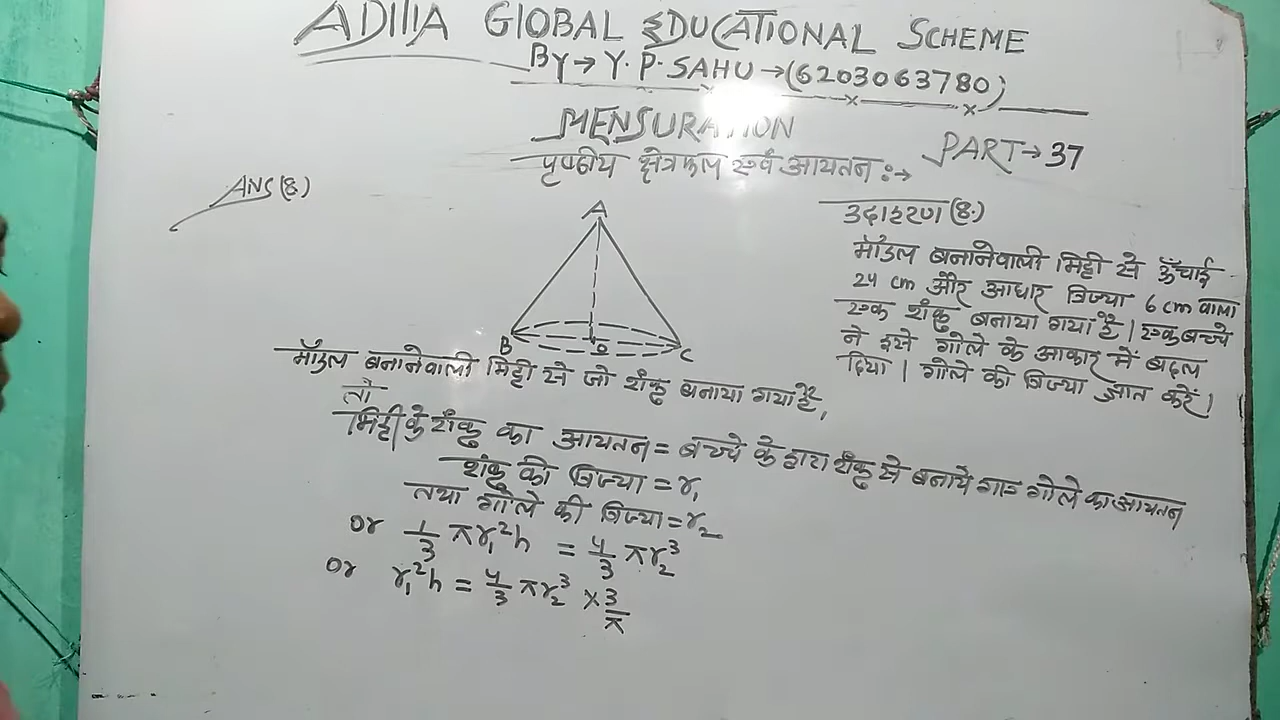 ADITIA GLOBAL EDUCATIONAL SCHEME
BY→Y.P.SAHU→(6203063780)
MENSURATION
PART→37
पृष्ठीय क्षेत्रफल एवं आयतन:→
ANS(8)
उदाहरण(8.)
मॉडल बनानेवाली मिट्टी से ऊँचाई
24 cm और आधार त्रिज्या 6 cm वाला
एक शंकु बनाया गया है। एक बच्चे
ने इसे गोले के आकार में बदल
दिया। गोले की त्रिज्या ज्ञात करें।
A
B
O
C
मॉडल बनानेवाली मिट्टी से जो शंकु बनाया गया है,
तो
मिट्टी के शंकु का आयतन = बच्चे के द्वारा शंकु से बनाये गए गोले का आयतन
शंकु की त्रिज्या = r₁
तथा गोले की त्रिज्या = r₂
or 1/3 πr₁²h = 4/3 πr₂³
or r₁²h = 4/3 πr₂³ × 3/π